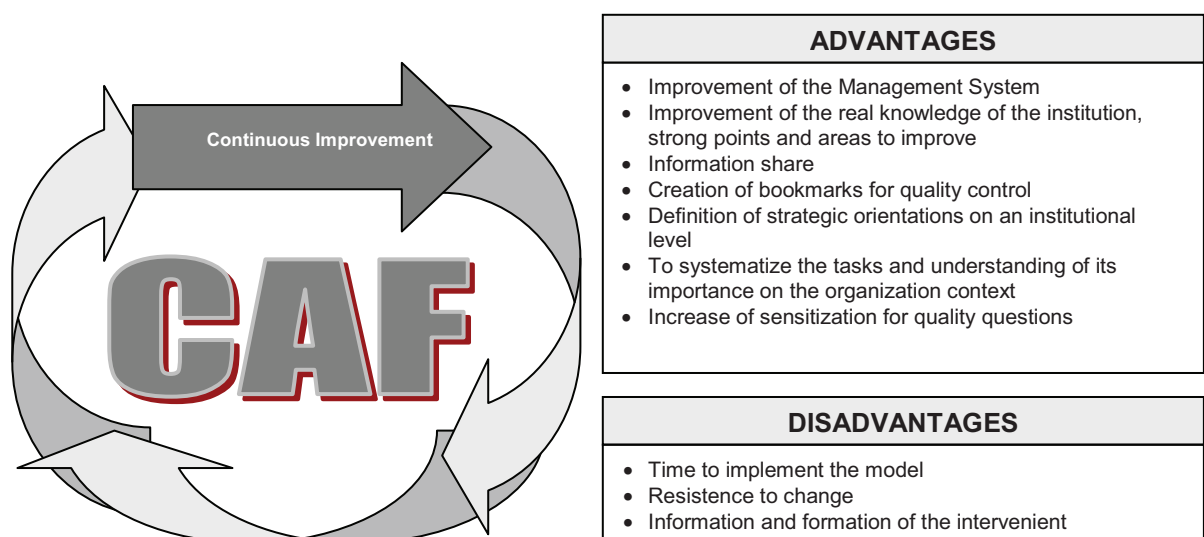 Continuous Improvement
CAF
ADVANTAGES
• Improvement of the Management System
• Improvement of the real knowledge of the institution,
strong points and areas to improve
• Information share
• Creation of bookmarks for quality control
• Definition of strategic orientations on an institutional
level
• To systematize the tasks and understanding of its
importance on the organization context
• Increase of sensitization for quality questions
DISADVANTAGES
• Time to implement the model
• Resistence to change
• Information and formation of the intervenient